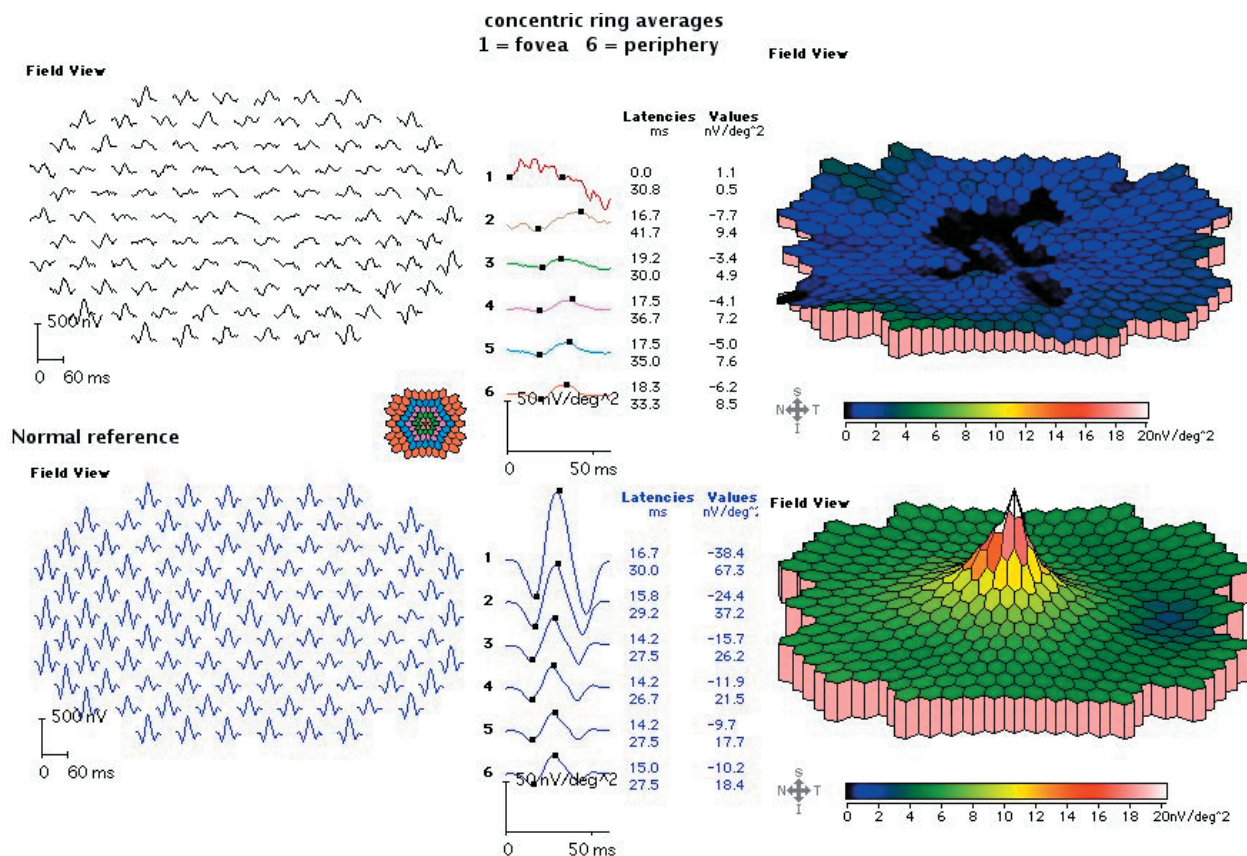 concentric ring averages
1 = fovea 6 = periphery
Field View
Latencies Values
ms nV/deg^2
1 0.0 1.1
30.8 0.5
2 16.7 -7.7
41.7 9.4
3 19.2 -3.4
30.0 4.9
4 17.5 -4.1
36.7 7.2
5 17.5 -5.0
35.0 7.6
6 18.3 -6.2
33.3 8.5
50 nV/deg^2
0 50 ms
500 nV
0 60 ms
Field View
S
N T
I
0 2 4 6 8 10 12 14 16 18 20nV/deg^2
Normal reference
Field View
500 nV
0 60 ms
Latencies Values
ms nV/deg^2
1 16.7 -38.4
30.0 67.3
2 15.8 -24.4
29.2 37.2
3 14.2 -15.7
27.5 26.2
4 14.2 -11.9
26.7 21.5
5 14.2 -9.7
27.5 17.7
6 15.0 -10.2
27.5 18.4
50 nV/deg^2
0 50 ms
Field View
S
N T
I
0 2 4 6 8 10 12 14 16 18 20nV/deg^2